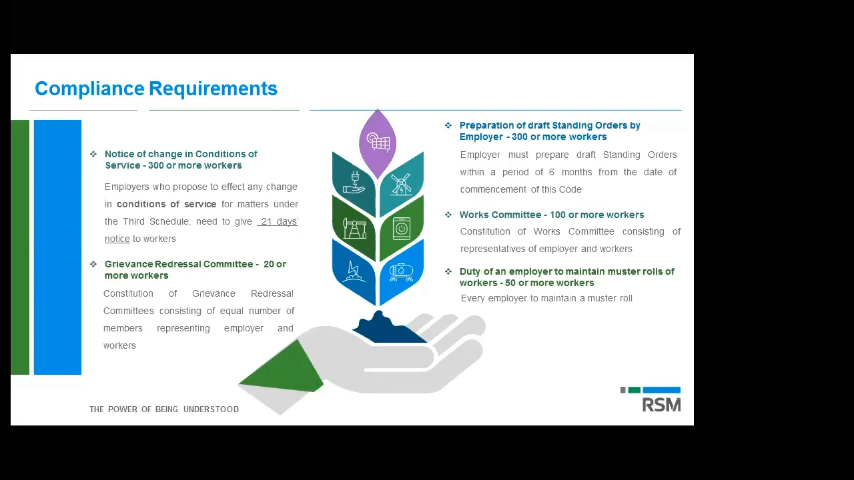 Compliance Requirements
❖ Notice of change in Conditions of
Service - 300 or more workers
Employers who propose to effect any change
in conditions of service for matters under
the Third Schedule, need to give 21 days'
notice to workers
❖ Grievance Redressal Committee - 20 or
more workers
Constitution of Grievance Redressal
Committees consisting of equal number of
members representing employer and
workers
❖ Preparation of draft Standing Orders by
Employer - 300 or more workers
Employer must prepare draft Standing Orders
within a period of 6 months from the date of
commencement of this Code
❖ Works Committee - 100 or more workers
Constitution of Works Committee consisting of
representatives of employer and workers
❖ Duty of an employer to maintain muster rolls of
workers - 50 or more workers
Every employer to maintain a muster roll
THE POWER OF BEING UNDERSTOOD
RSM